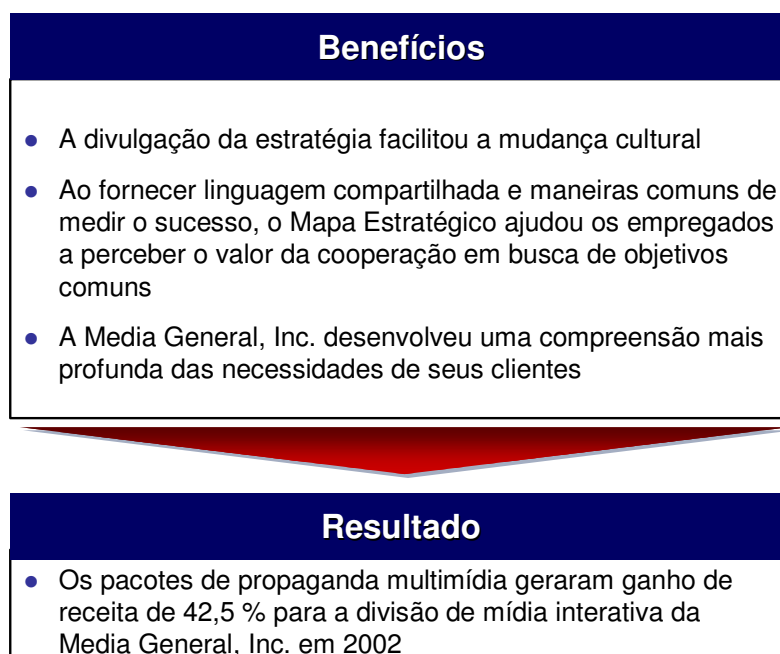 Benefícios
● A divulgação da estratégia facilitou a mudança cultural
● Ao fornecer linguagem compartilhada e maneiras comuns de
medir o sucesso, o Mapa Estratégico ajudou os empregados
a perceber o valor da cooperação em busca de objetivos
comuns
● A Media General, Inc. desenvolveu uma compreensão mais
profunda das necessidades de seus clientes
Resultado
● Os pacotes de propaganda multimídia geraram ganho de
receita de 42,5 % para a divisão de mídia interativa da
Media General, Inc. em 2002